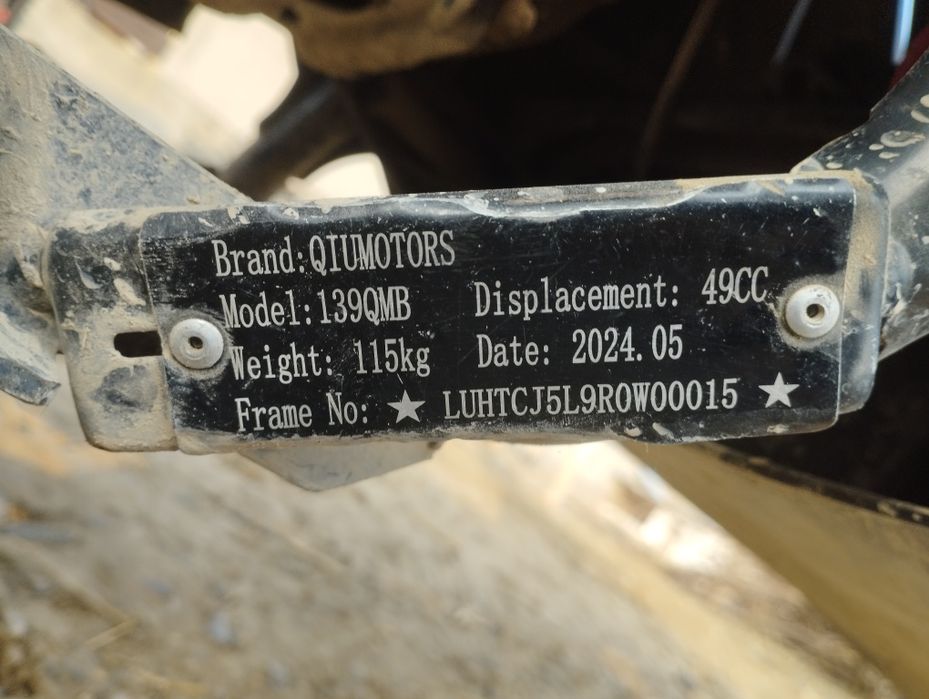 Brand:QIUMOTORS
Model:139QMB Displacement: 49CC
Weight: 115kg Date: 2024.05
Frame No: ★ LUHTCJ5L9R0W00015 ★